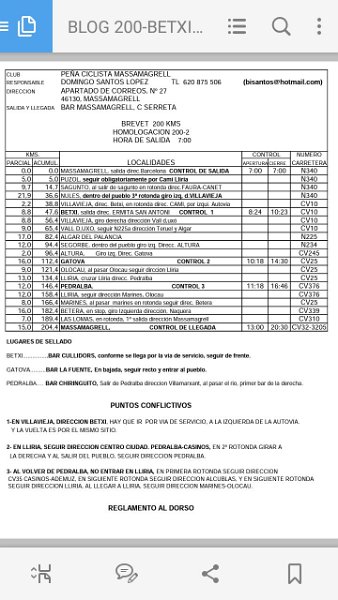 BLOG 200-BETXI...
CLUB PEÑA CICLISTA MASSAMAGRELL
RESPONSABLE DOMINGO SANTOS LOPEZ TL 620 875 506 (bisantos@hotmail.com)
DIRECCION APARTADO DE CORREOS, Nº 27
46130, MASSAMAGRELL
SALIDA Y LLEGADA BAR MASSAMAGRELL, C SERRETA
BREVET 200 KMS
HOMOLOGACION 200-2
HORA DE SALIDA 7:00
KMS. CONTROL NUMERO
PARCIAL ACUMUL. LOCALIDADES APERTURA CIERRE CARRETERA
0.0 0.0 MASSAMAGRELL, salida direc.Barcelona CONTROL DE SALIDA 7:00 7:00 N340
5,0 5,0 PUZOL, seguir obligatoriamente por Cami Lliria N340
9,7 14,7 SAGUNTO, al salir de sagunto en rotonda direc.FAURA-CANET N340
21,9 36,6 NULES, dentro del pueblo 3ª rotonda giro izq, d.VILLAVIEJA N340
2,2 38,8 VILLAVIEJA, direc. Betxi, en rotonda direc. CAMI, por izqui. Autovia CV10
8,8 47,6 BETXI, salida direc. ERMITA SAN ANTONI CONTROL 1 8:24 10:23 CV10
8,8 56,4 VILLAVIEJA, giro derecha dirección Vall d,uxo CV10
9,0 65,4 VALL D,UXO, seguir N225a dirección Teruel y Algar CV10
17,0 82,4 ALGAR DEL PALANCIA N225
12,0 94,4 SEGORBE, dentro del pueblo giro izq. Direcc. ALTURA N234
2,0 96,4 ALTURA, Giro izq. Direc. Gatova CV245
16,0 112,4 GATOVA CONTROL 2 10:18 14:30 CV25
9,0 121,4 OLOCAU, al pasar Olocau seguir dirccion Lliria CV25
13,0 134,4 LLIRIA, cruzar Lliria direcc. Pedralba CV25
12,0 146,4 PEDRALBA, CONTROL 3 11:18 16:46 CV376
12,0 158,4 LLIRIA, seguir direccion Marines, Olocau CV376
8,0 166,4 MARINES, al pasar marines en rotonda seguir direc. Betera CV25
16,0 182,4 BETERA, en stop, giro Izquierda direccion, Naquera CV339
7,0 189,4 LAS LOMAS, en rotonda, 1ª salida dirección Massamagrell CV310
15,0 204,4 MASSAMAGRELL, CONTROL DE LLEGADA 13:00 20:30 CV32-3205
LUGARES DE SELLADO
BETXI.............BAR CULLIDORS, conforme se llega por la via de servicio, seguir de frente.
GATOVA........BAR LA FUENTE, En bajada, seguir recto y entrar al pueblo.
PEDRALBA.... BAR CHIRINGUITO, Salir de Pedralba direccion Villamarxant, al pasar el rio, primer bar de la derecha.
PUNTOS CONFLICTIVOS
1-EN VILLAVIEJA, DIRECCION BETXI, HAY QUE IR POR VIA DE SERVICIO, A LA IZQUIERDA DE LA AUTOVIA.
Y LA VUELTA ES POR EL MISMO SITIO.
2- EN LLIRIA, SEGUIR DIRECCION CENTRO CIUDAD. PEDRALBA-CASINOS, EN 2ª ROTONDA GIRAR A
LA DERECHA Y AL SALIR DEL PUEBLO. SEGUIR DIRECCION PEDRALBA.
3- AL VOLVER DE PEDRALBA, NO ENTRAR EN LLIRIA, EN PRIMERA ROTONDA SEGUIR DIRECCION
CV35 CASINOS-ADEMUZ, EN SIGUIENTE ROTONDA SEGUIR DIRECCION ALCUBLAS. Y EN SIGUIENTE ROTONDA
SEGUIR DIRECCION LLIRIA. AL LLEGAR A LLIRIA, SEGUIR DIRECCION MARINES-OLOCAU.
REGLAMENTO AL DORSO